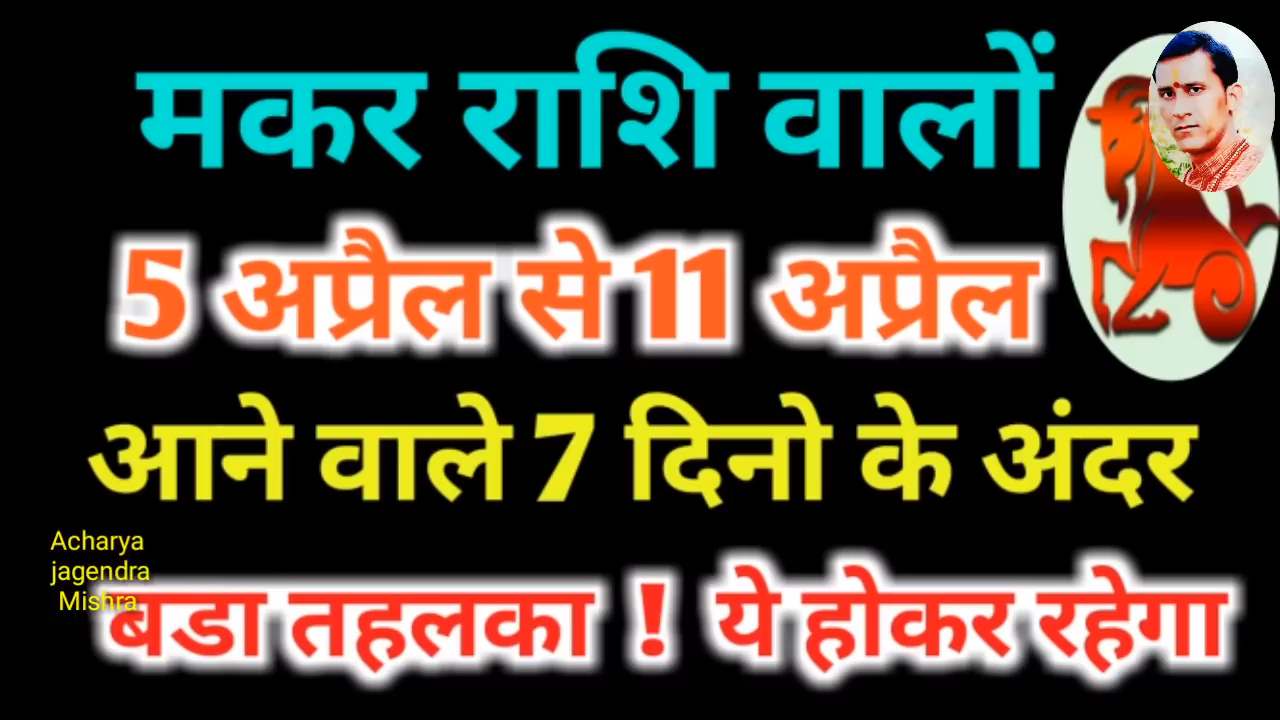 मकर राशि वालों
5 अप्रैल से 11 अप्रैल
आने वाले 7 दिनो के अंदर
Acharya
jagendra
Mishra
बडा तहलका ! ये होकर रहेगा